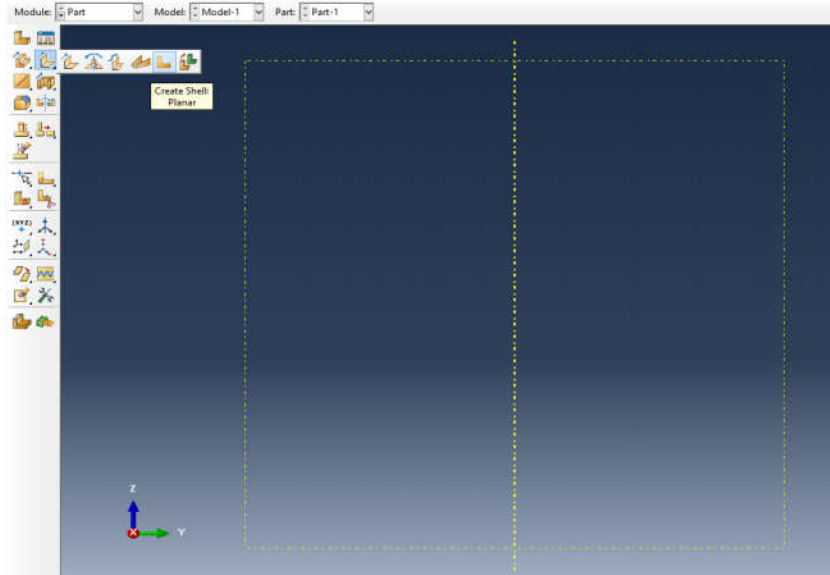 Module: Part Model: Model-1 Part: Part-1
Create Shell:
Planar
(XYZ)
Z
X
Y